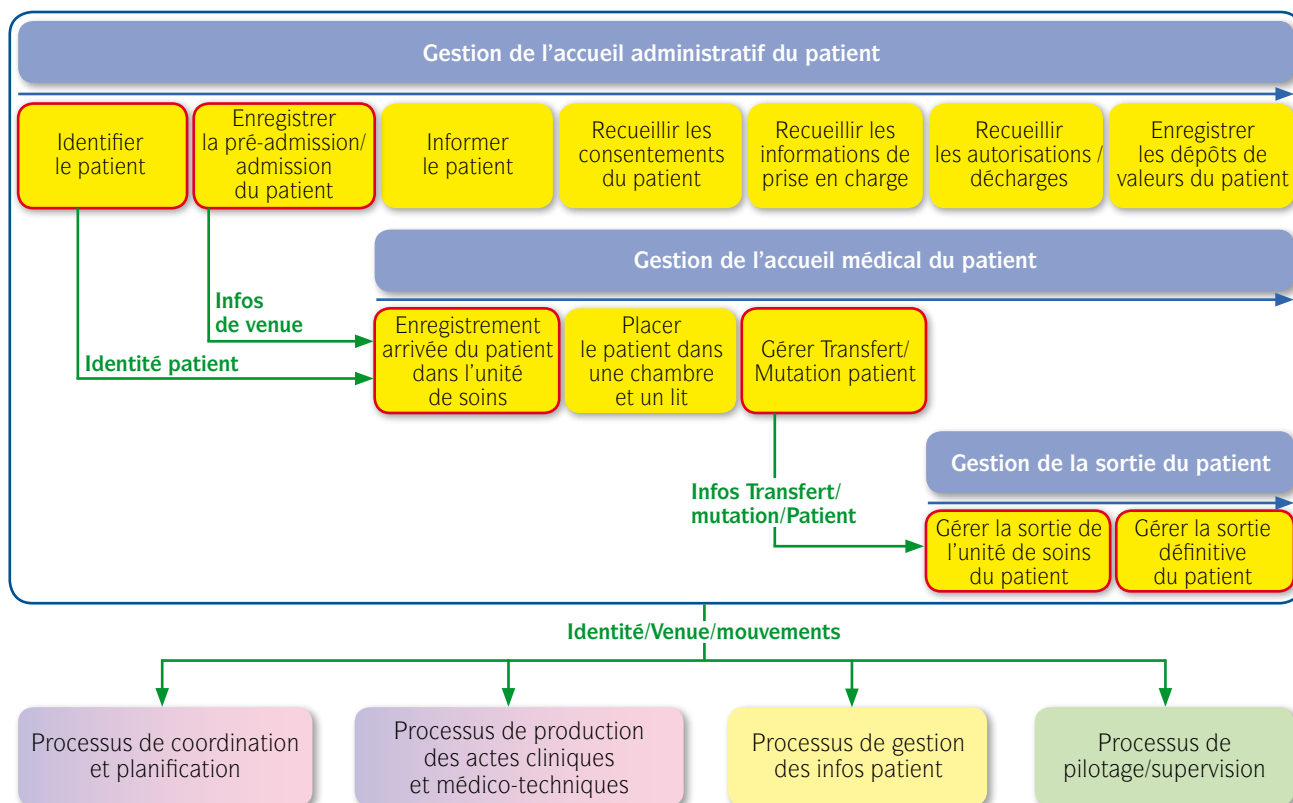 Gestion de l'accueil administratif du patient
Identifier
le patient
Enregistrer
la pré-admission/
admission
du patient
Informer
le patient
Recueillir les
consentements
du patient
Recueillir les
informations de
prise en charge
Recueillir
les autorisations /
décharges
Enregistrer
les dépôts de
valeurs du patient
Gestion de l'accueil médical du patient
Infos
de venue
Identité patient
Enregistrement
arrivée du patient
dans l'unité
de soins
Placer
le patient dans
une chambre
et un lit
Gérer Transfert/
Mutation patient
Gestion de la sortie du patient
Infos Transfert/
mutation/Patient
Gérer la sortie de
l'unité de soins
du patient
Gérer la sortie
définitive
du patient
Identité/Venue/mouvements
Processus de coordination
et planification
Processus de production
des actes cliniques
et médico-techniques
Processus de gestion
des infos patient
Processus de
pilotage/supervision